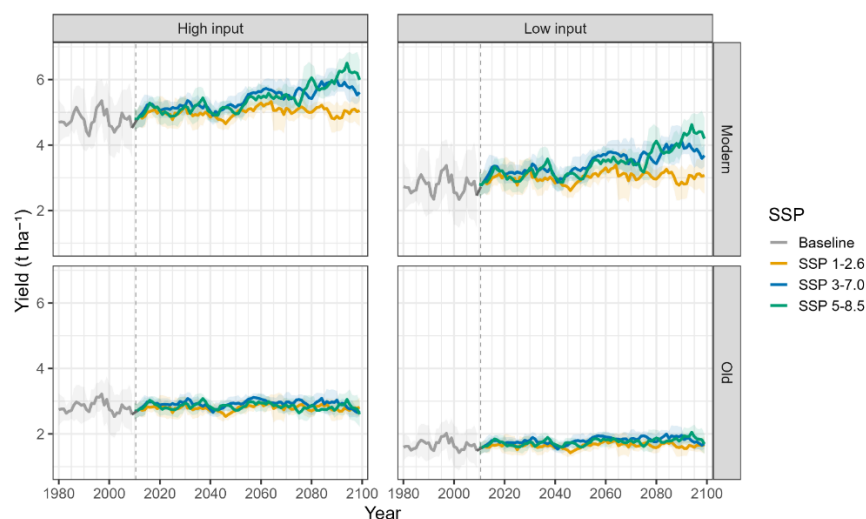 High input
Low input
6
4
2
Modern
6
4
2
Old
Yield (t ha⁻¹)
1980 2000 2020 2040 2060 2080 2100
1980 2000 2020 2040 2060 2080 2100
Year
SSP
Baseline
SSP 1-2.6
SSP 3-7.0
SSP 5-8.5